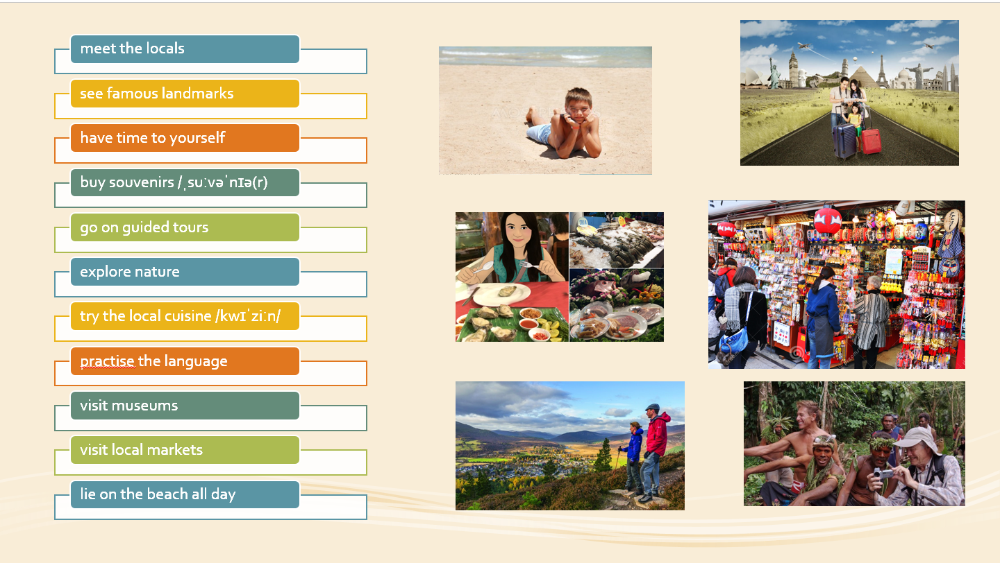 meet the locals
see famous landmarks
have time to yourself
buy souvenirs /ˌsuːvəˈnɪə(r)
go on guided tours
explore nature
try the local cuisine /kwɪˈziːn/
practise the language
visit museums
visit local markets
lie on the beach all day